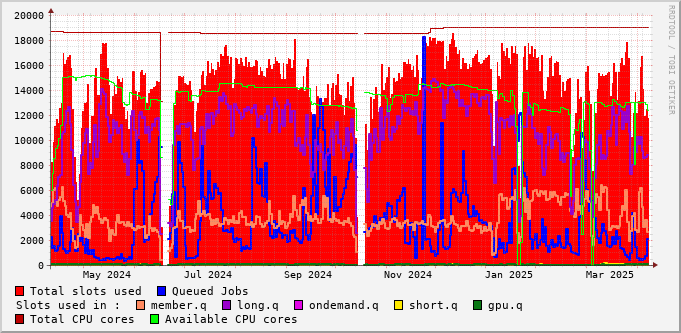 20000
18000
16000
14000
12000
10000
8000
6000
4000
2000
0
May 2024 Jul 2024 Sep 2024 Nov 2024 Jan 2025 Mar 2025
RRDTOOL / TOBI OETIKER
Total slots used Queued Jobs
Slots used in : member.q long.q ondemand.q short.q gpu.q
Total CPU cores Available CPU cores